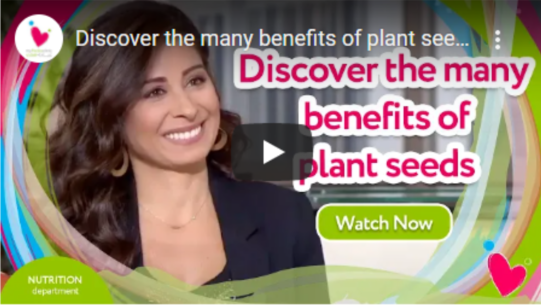 Discover the many benefits of plant see...
Discover the many
benefits of
plant seeds
Watch Now
NUTRITION
department